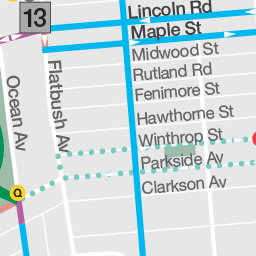 13
Lincoln Rd
Maple St
Midwood St
Rutland Rd
Fenimore St
Hawthorne St
Winthrop St
Parkside Av
Clarkson Av
Flatbush Av
Ocean Av
Q